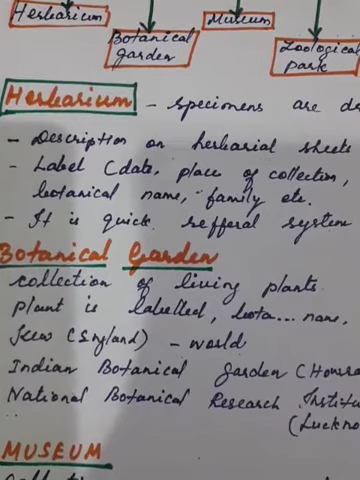 Herbarium
Museum
Botanical garden
Zoological park
Herbarium - specimens are
- Description on herbarial sheets
- Label (date, place of collection,
botanical name, family etc.
- It is quick refferal system
Botanical Garden
collection of living plants
plant is labelled, bota... name,
Kew (England) - world
Indian Botanical Garden (Howra
National Botanical Research Institu
(Luckno
MUSEUM